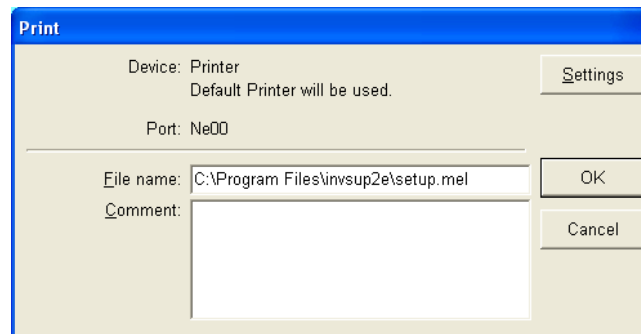 Print
Device: Printer
Default Printer will be used.
Settings
Port: Ne00
File name: C:\Program Files\invsup2e\setup.mel
OK
Comment:
Cancel